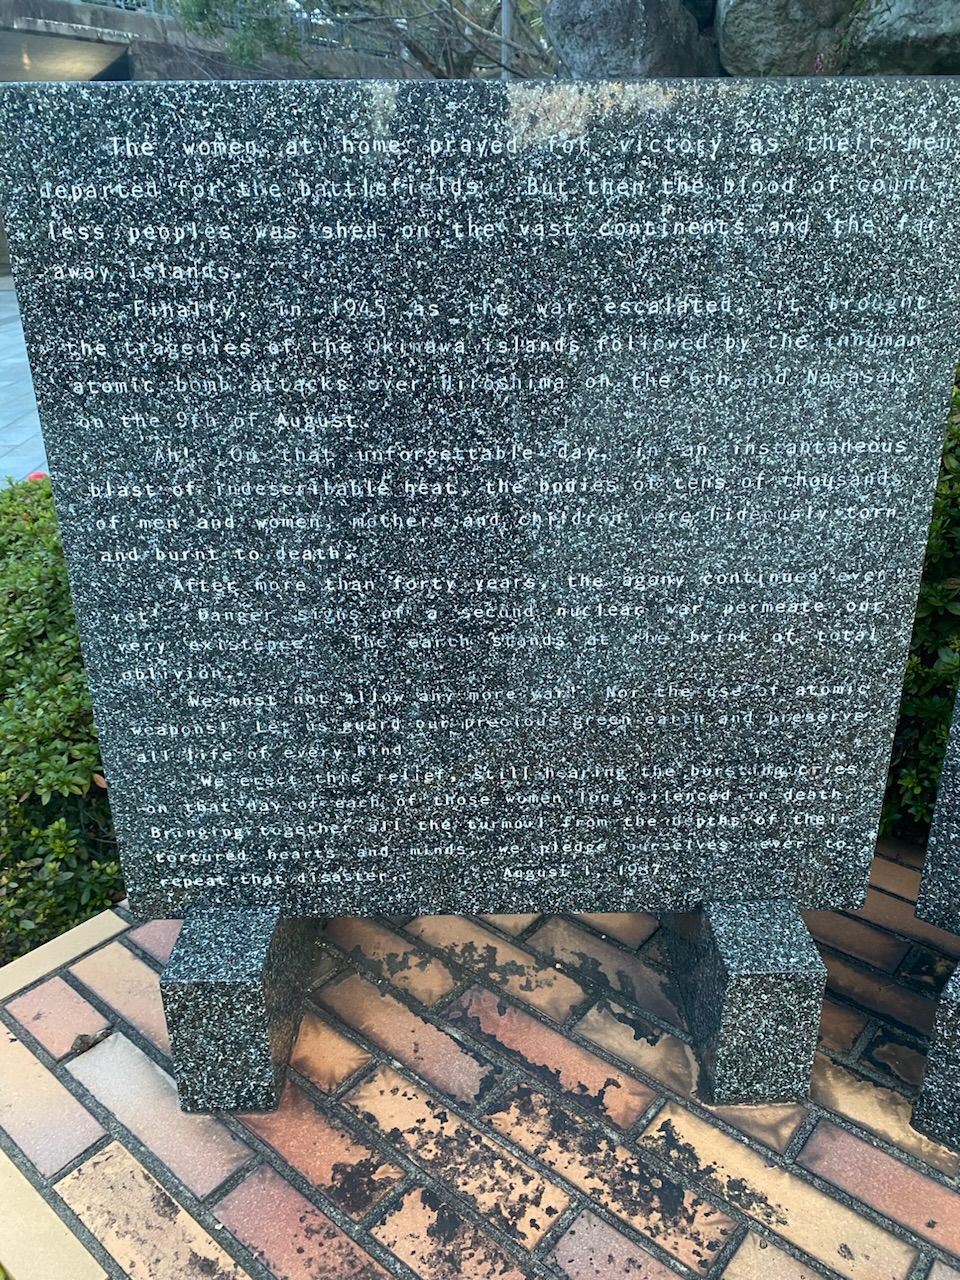 The women at home prayed for victory as their men
departed for the battlefields. But then the blood of count-
less peoples was shed on the vast continents and the far
away islands.
Finally, in 1945 as the war escalated, it brought
the tragedies of the Okinawa islands followed by the inhuman
atomic bomb attacks over Hiroshima on the 6th and Nagasaki
on the 9th of August.
Ah! On that unforgettable day, in an instantaneous
blast of indescribable heat, the bodies of tens of thousands
of men and women, mothers and children were hideously torn
and burnt to death.
After more than forty years, the agony continues even
yet! Danger signs of a second nuclear war permeate our
very existence. The earth stands at the brink of total
oblivion.
We must not allow any more war! Nor the use of atomic
weapons! Let us guard our precious green earth and preserve
all life of every kind.
We erect this relief, still hearing the bursting cries
on that day of each of those women long silenced in death.
Bringing together all the turmoil from the depths of their
tortured hearts and minds, we pledge ourselves never to
repeat that disaster. August 1, 1987